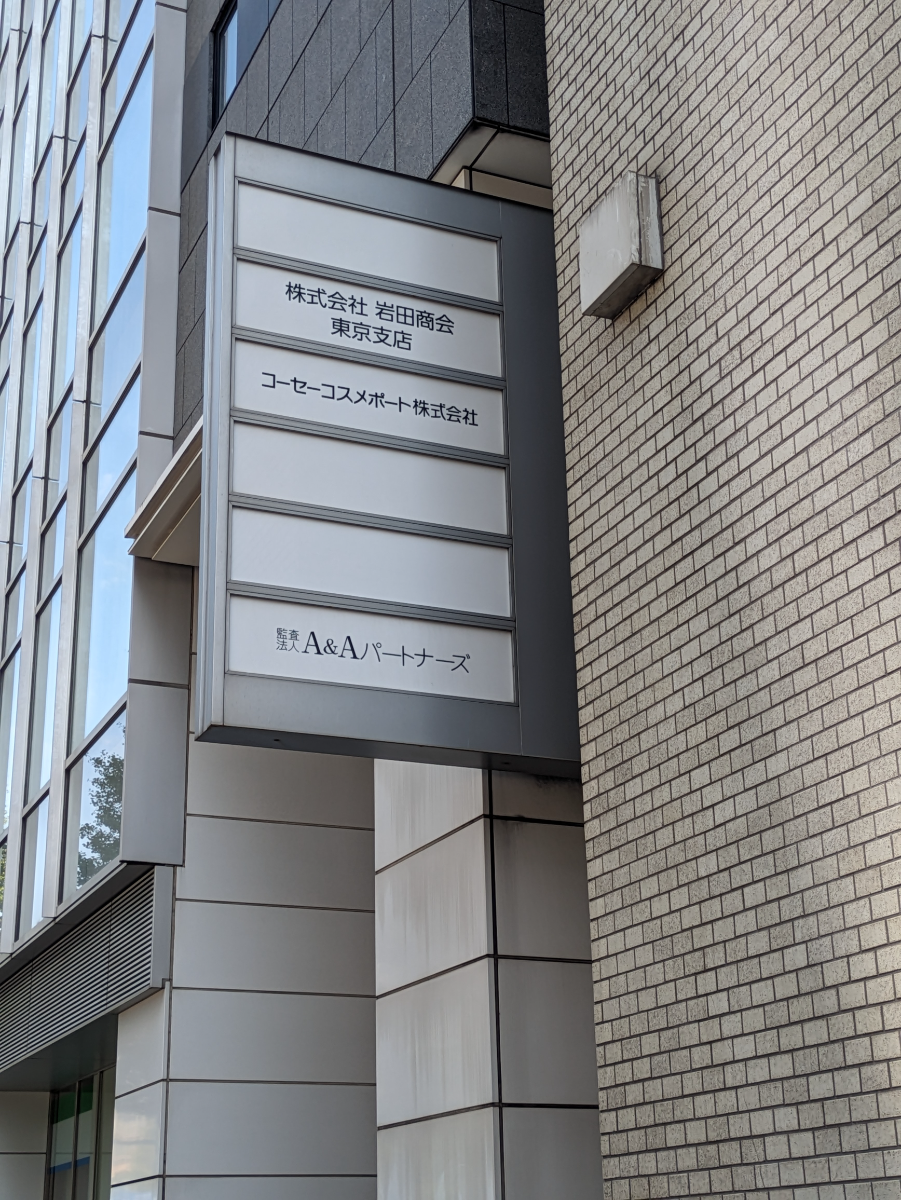 株式会社 岩田商会
東京支店
コーセーコスメポート株式会社
監査
法人 A&Aパートナーズ